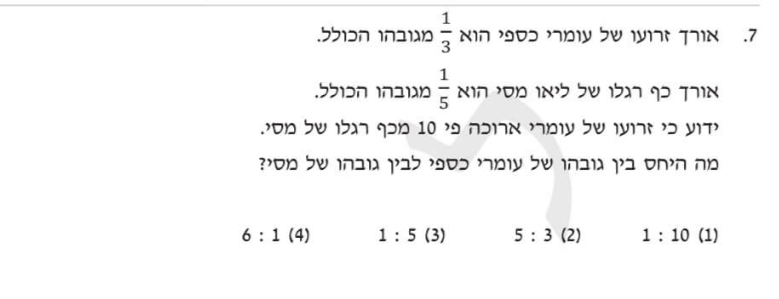 7. אורך זרועו של עומרי כספי הוא 1/3 מגובהו הכולל.
אורך כף רגלו של ליאו מסי הוא 1/5 מגובהו הכולל.
ידוע כי זרועו של עומרי ארוכה פי 10 מכף רגלו של מסי.
מה היחס בין גובהו של עומרי כספי לבין גובהו של מסי?
(1) 10 : 1 (2) 3 : 5 (3) 5 : 1 (4) 1 : 6